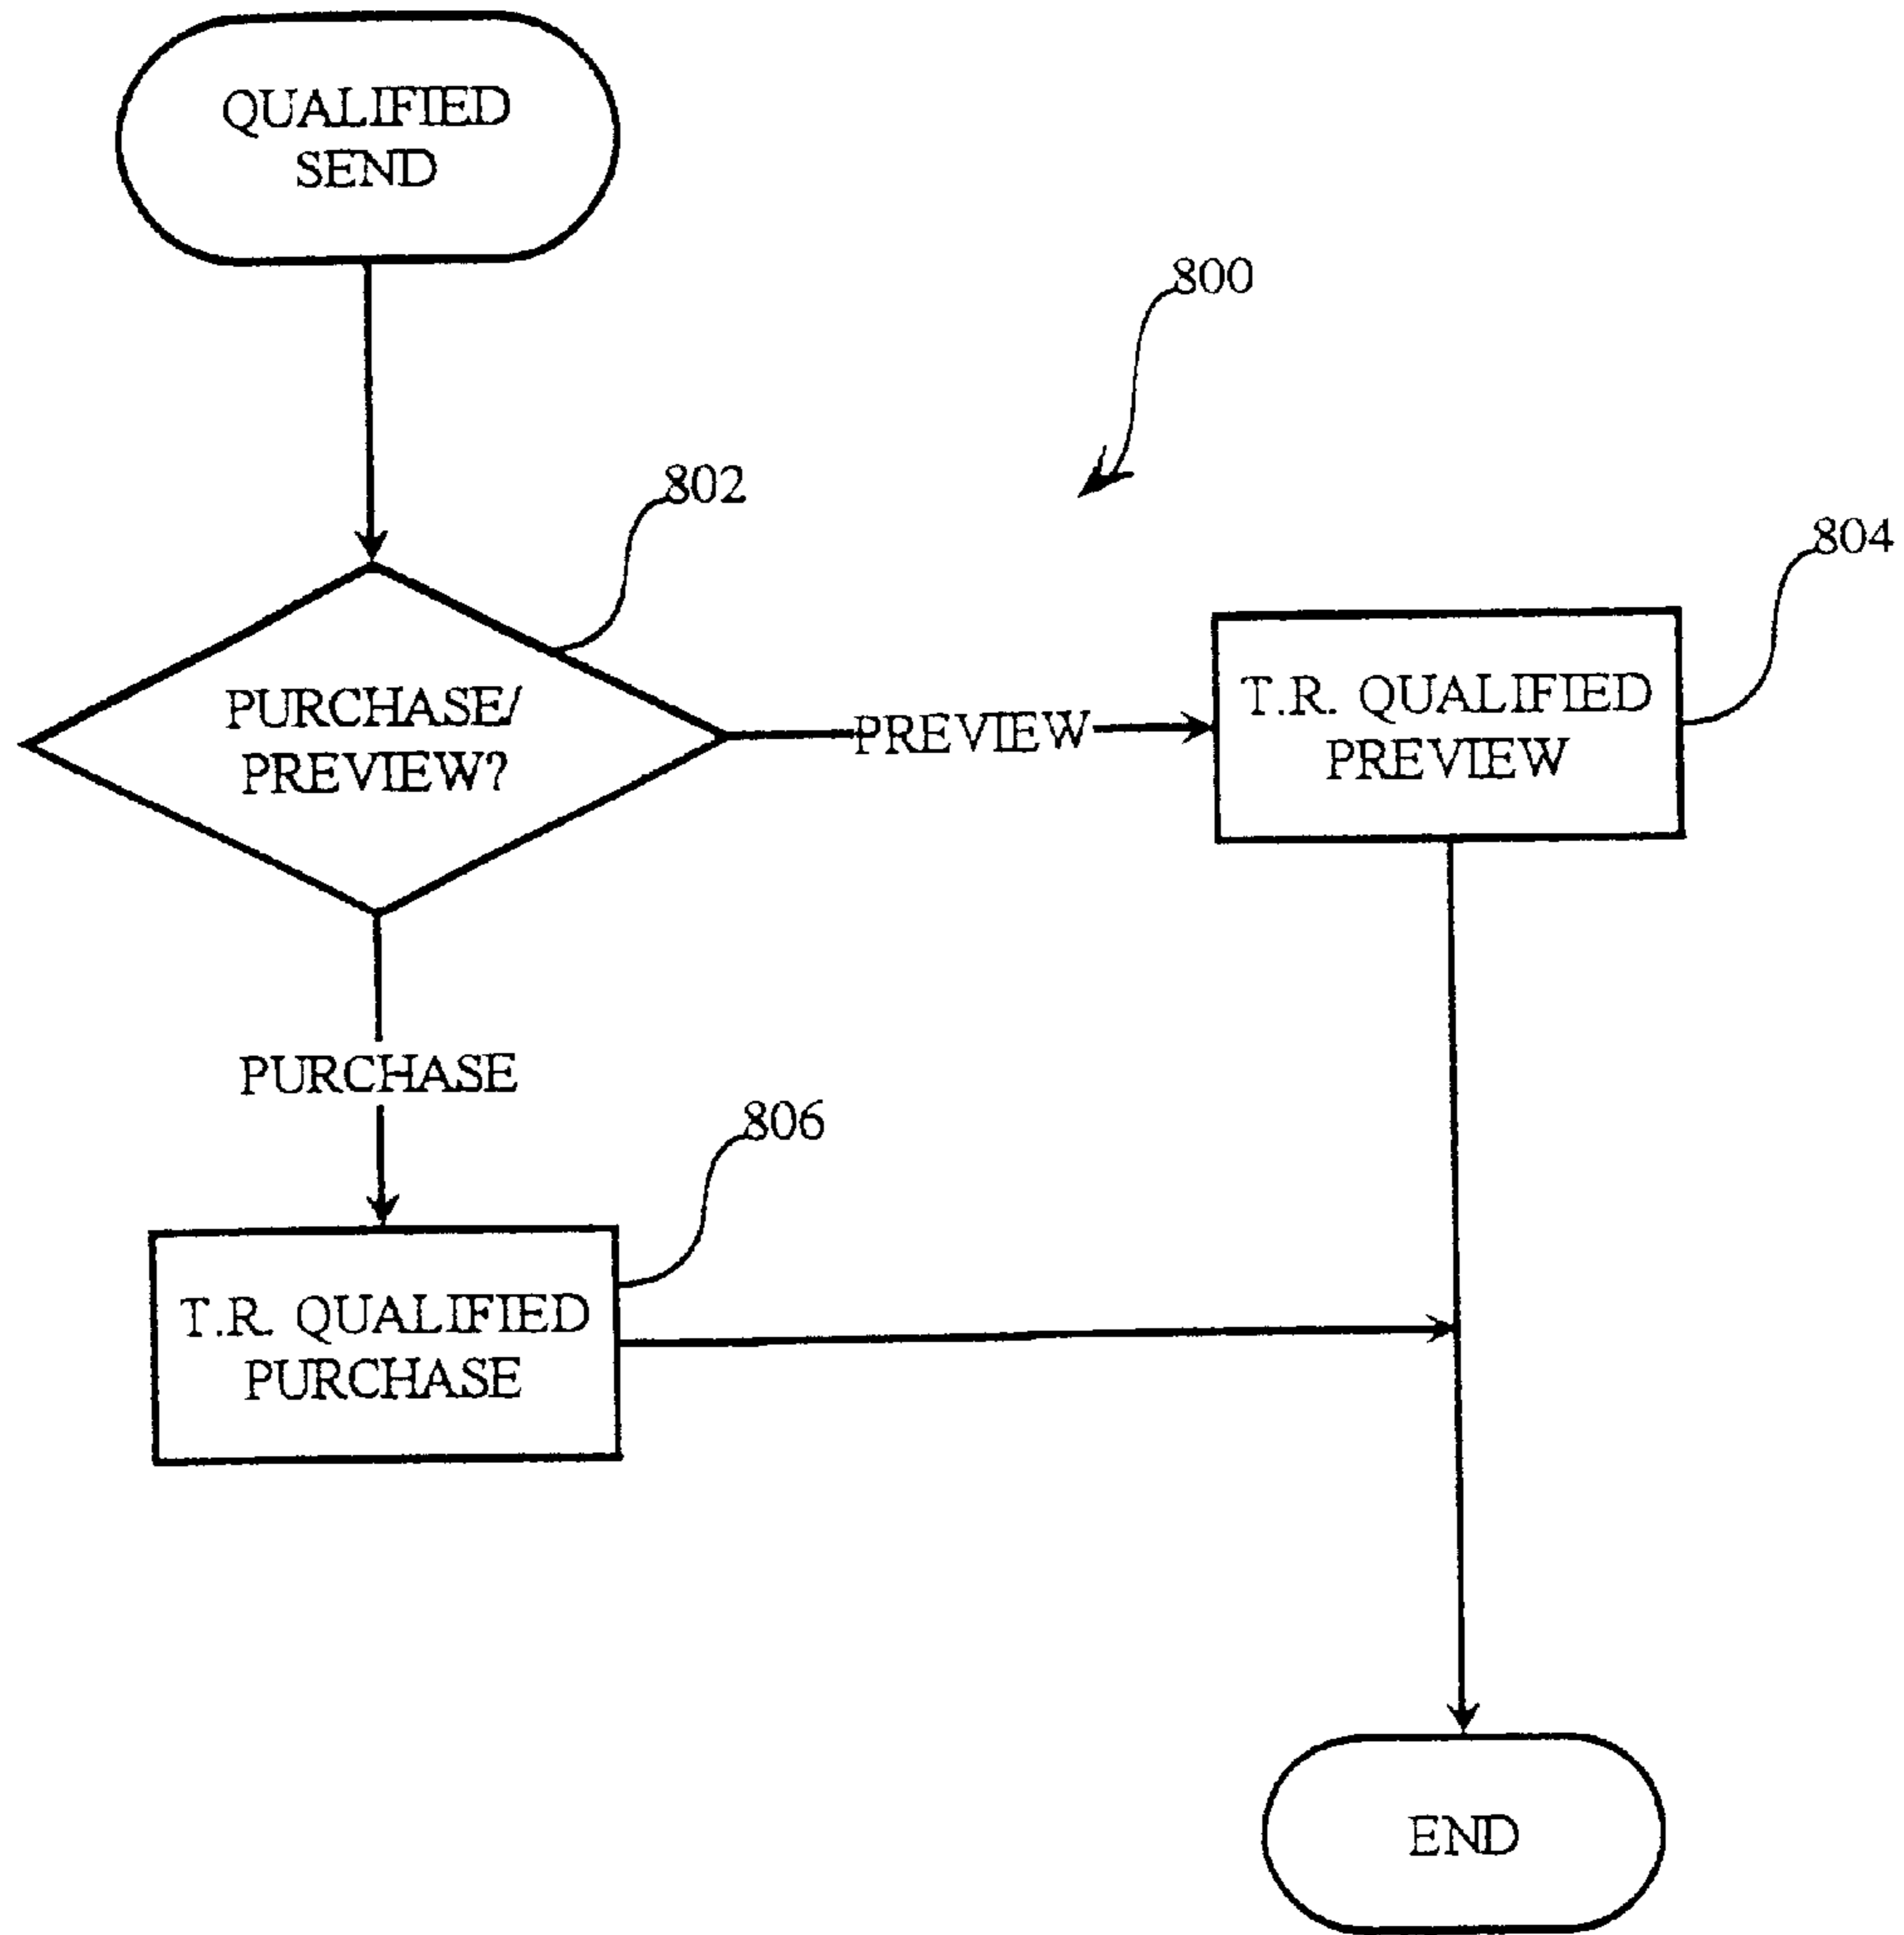 QUALIFIED
SEND
800
802
804
PURCHASE/
PREVIEW?
PREVIEW
T.R. QUALIFIED
PREVIEW
PURCHASE
806
T.R. QUALIFIED
PURCHASE
END